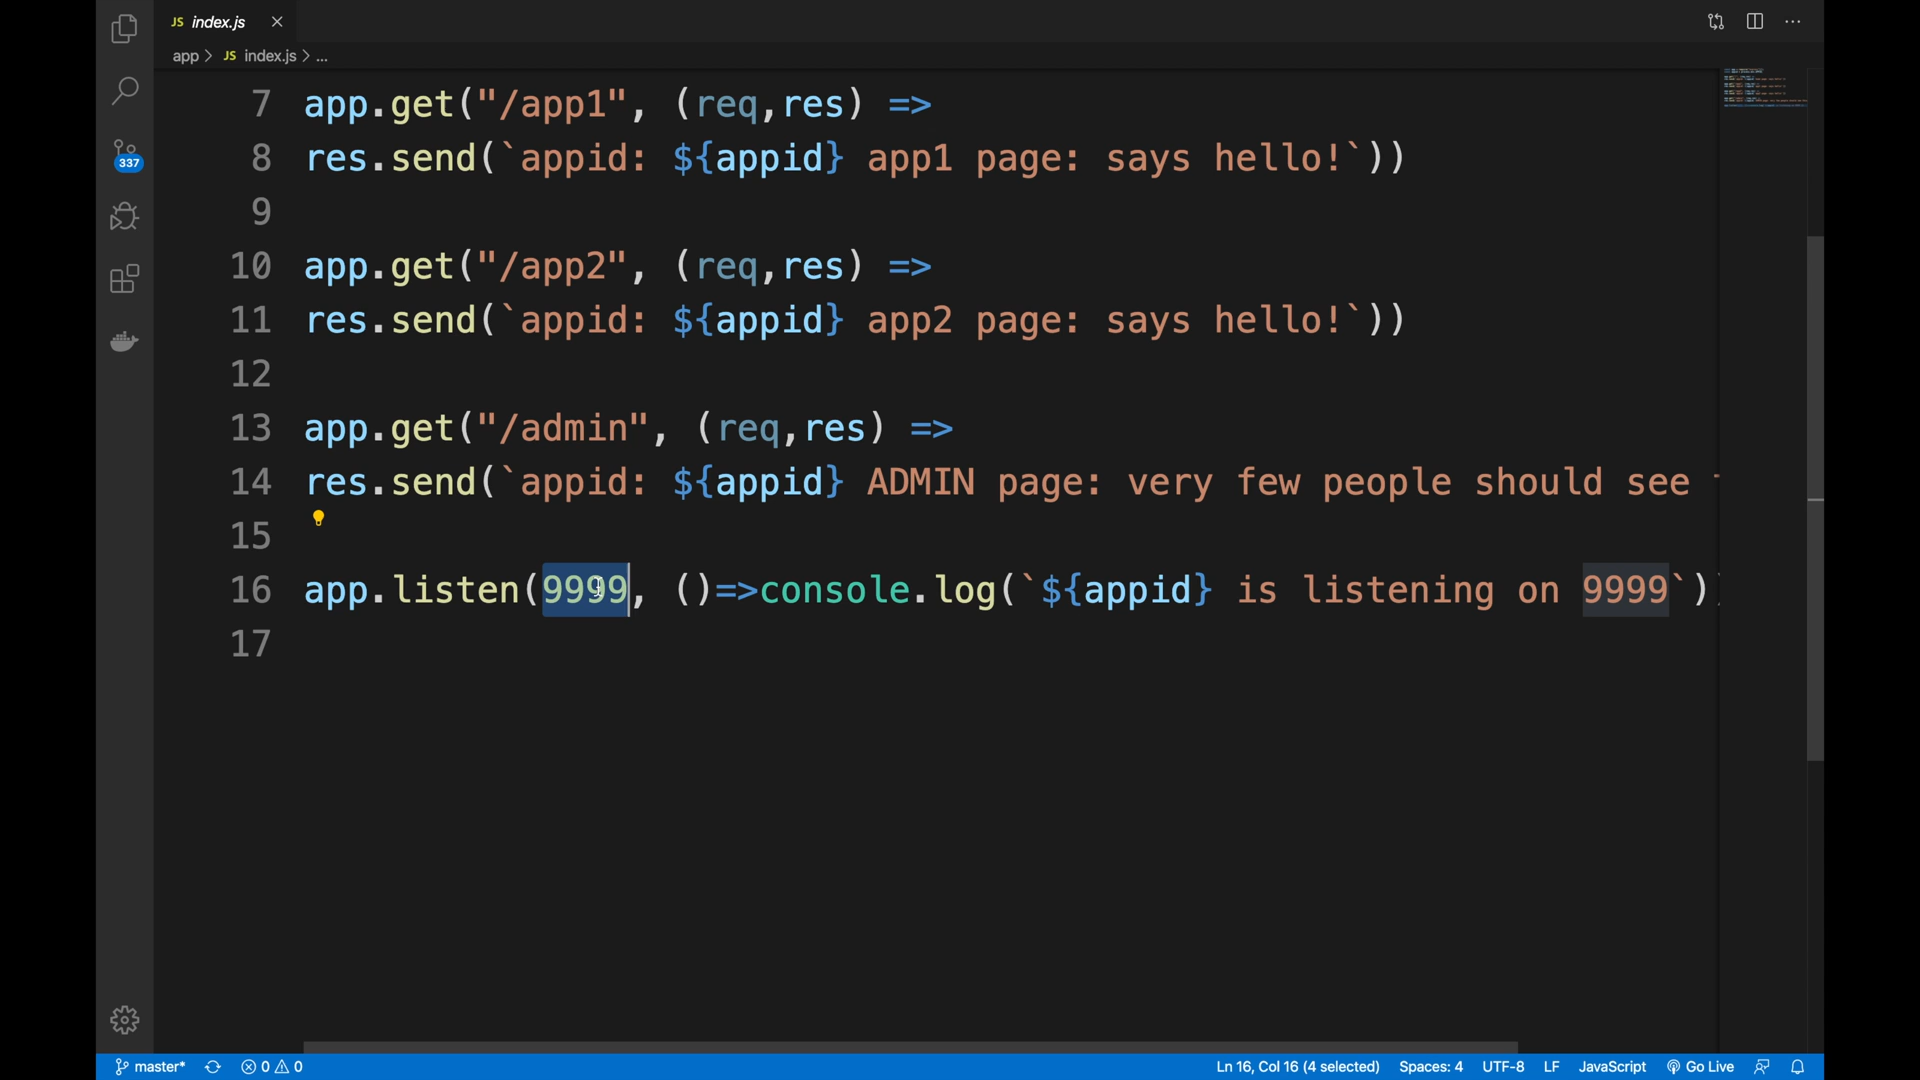 JS index.js
app > JS index.js > ...
7 app.get("/app1", (req,res) =>
8 res.send(`appid: ${appid} app1 page: says hello!`))
9
10 app.get("/app2", (req,res) =>
11 res.send(`appid: ${appid} app2 page: says hello!`))
12
13 app.get("/admin", (req,res) =>
14 res.send(`appid: ${appid} ADMIN page: very few people should see
15
16 app.listen(9999, ()=>console.log(`${appid} is listening on 9999`))
17
337
master* 0 0 Ln 16, Col 16 (4 selected) Spaces: 4 UTF-8 LF JavaScript Go Live